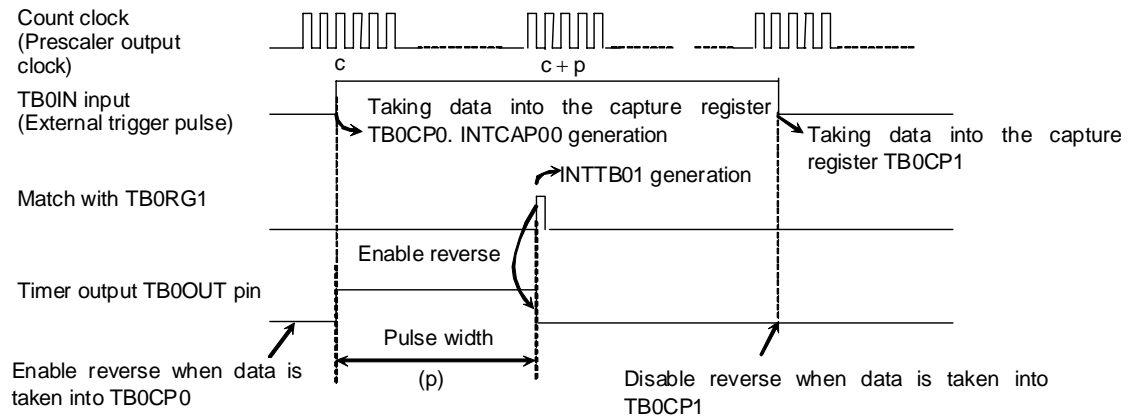 Count clock
(Prescaler output
clock)
c
c + p
TB0IN input
(External trigger pulse)
Taking data into the capture register
TB0CP0. INTCAP00 generation
Taking data into the capture
register TB0CP1
INTTB01 generation
Match with TB0RG1
Enable reverse
Timer output TB0OUT pin
Pulse width
(p)
Enable reverse when data is
taken into TB0CP0
Disable reverse when data is taken into
TB0CP1